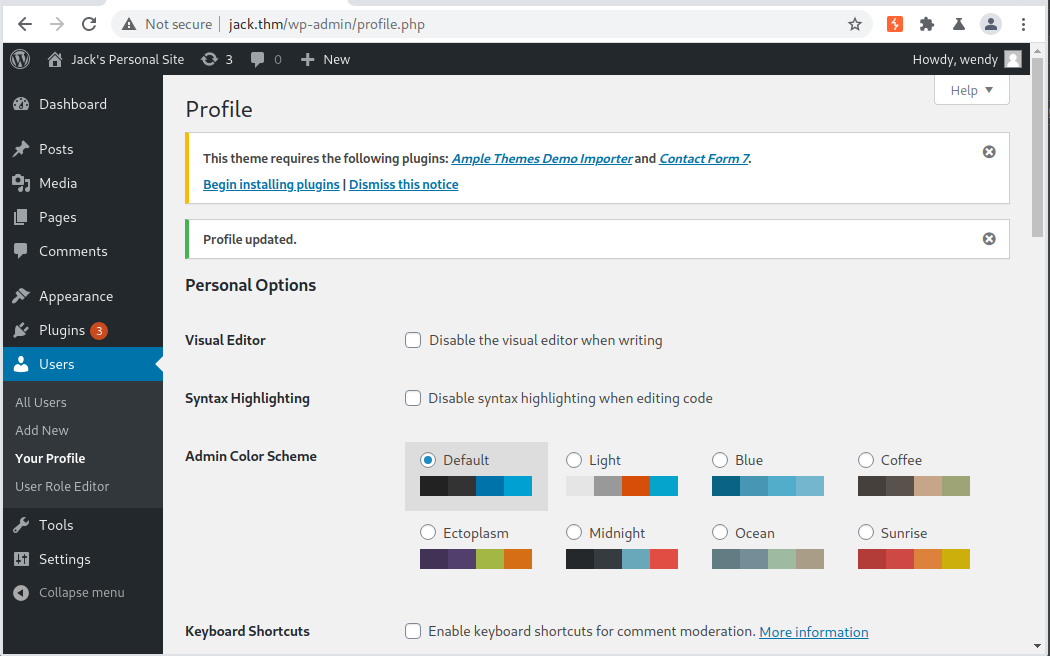 Not secure | jack.thm/wp-admin/profile.php
Jack's Personal Site 3 0 New Howdy, wendy
Help
Dashboard
Posts
Media
Pages
Comments
Appearance
Plugins 3
Users
All Users
Add New
Your Profile
User Role Editor
Tools
Settings
Collapse menu
Profile
This theme requires the following plugins: Ample Themes Demo Importer and Contact Form 7.
Begin installing plugins | Dismiss this notice
Profile updated.
Personal Options
Visual Editor Disable the visual editor when writing
Syntax Highlighting Disable syntax highlighting when editing code
Admin Color Scheme Default Light Blue Coffee
Ectoplasm Midnight Ocean Sunrise
Keyboard Shortcuts Enable keyboard shortcuts for comment moderation. More information